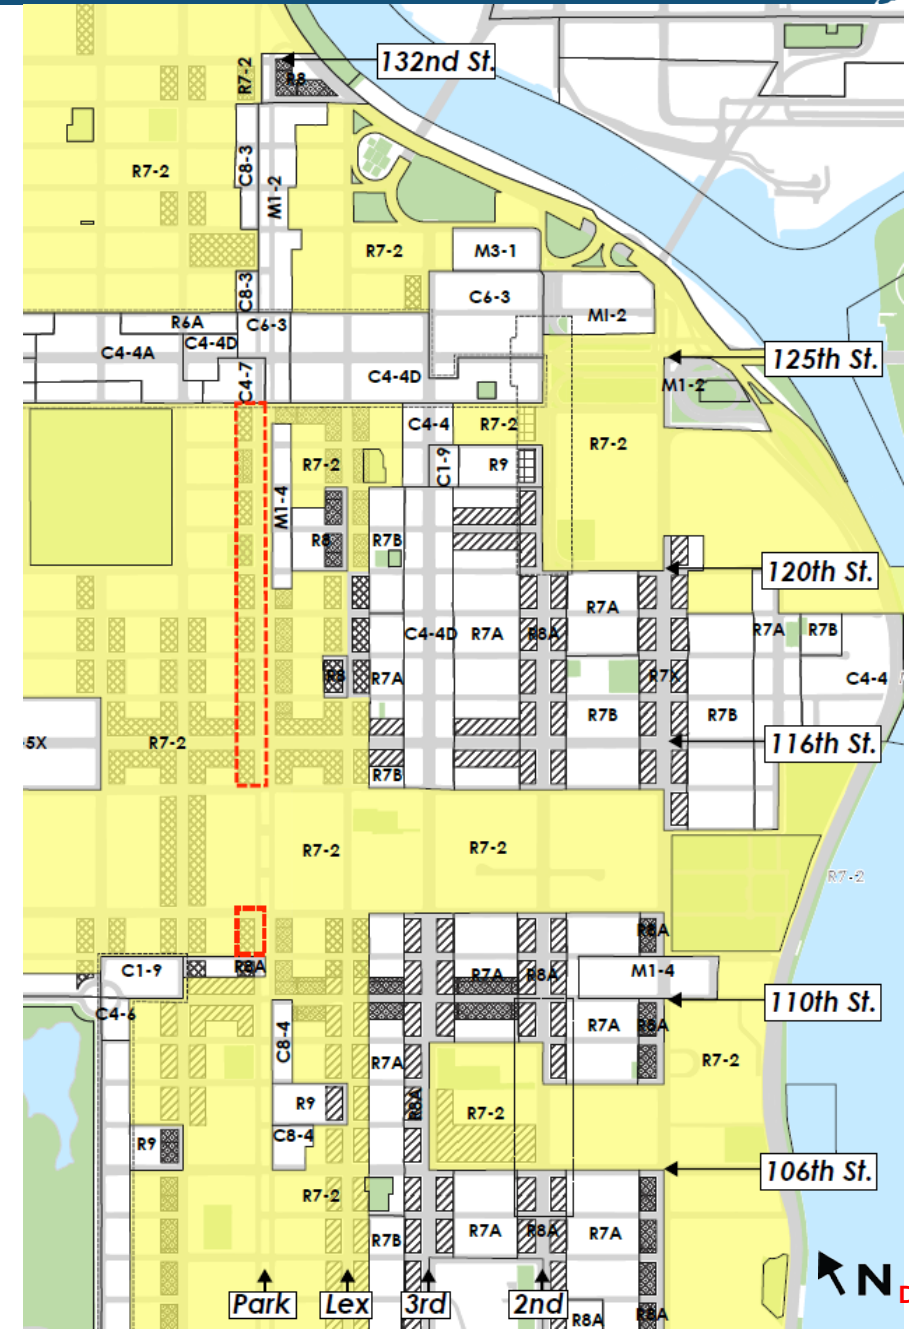 132nd St.
R7-2
R8
C8-3
R7-2
M1-2
R7-2
M3-1
C8-3
C6-3
M1-2
R6A
C6-3
C4-4A
C4-4D
125th St.
C4-7
C4-4D
M1-2
C4-4
R7-2
R7-2
R7-2
C1-9
R9
M1-4
R8
R7B
120th St.
R7A
C4-4D
R7A
R8A
R7A
R7B
R8
R7A
R7X
C4-4
R7B
R7B
-5X
R7-2
116th St.
R7B
R7-2
R7-2
R7-2
R8A
C1-9
R8A
R7A
R8A
M1-4
110th St.
C4-6
R7A
R8A
C8-4
R7A
R7-2
R9
R8A
R7-2
C8-4
R9
106th St.
R7-2
R7B
R7A
R8A
R7A
N
D
Park
Lex
3rd
2nd
R8A
R8A